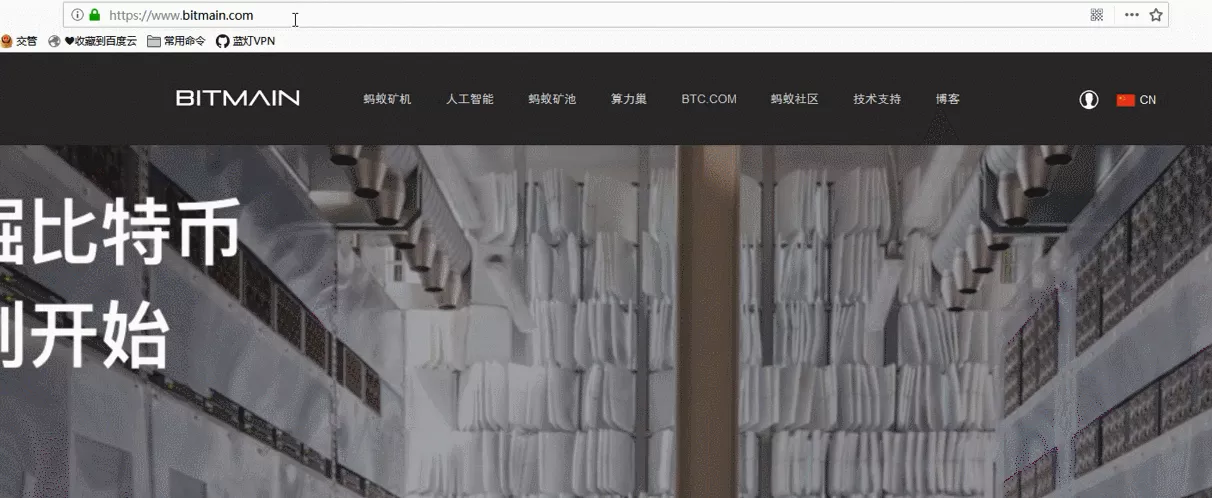 https://www.bitmain.com
交管 ❤收藏到百度云 常用命令 蓝灯VPN
BITMAIN 蚂蚁矿机 人工智能 蚂蚁矿池 算力巢 BTC.COM 蚂蚁社区 技术支持 博客 CN
掘比特币
刻开始